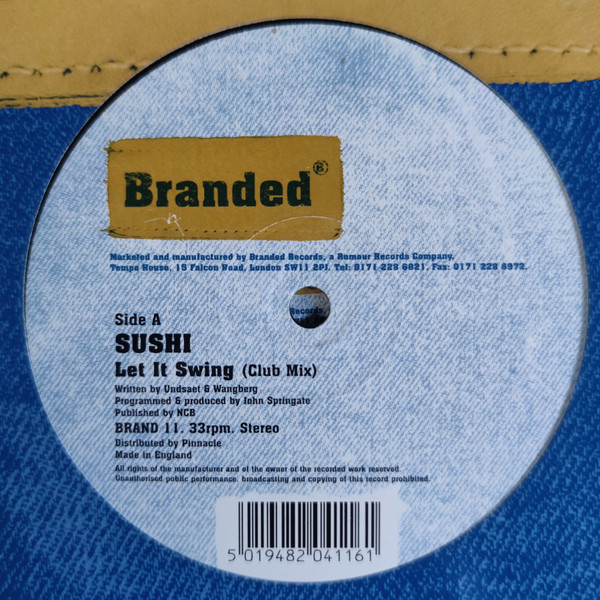 Branded®
Marketed and manufactured by Branded Records, a Rumour Records Company.
Tempo House, 15 Falcon Road, London SW11 2PJ. Tel: 0171 228 6821, Fax: 0171 228 6972.
Records,
Side A
SUSHI
Let It Swing (Club Mix)
Written by Undsaet & Wangberg
Programmed & produced by John Springate
Published by NCB
BRAND 11. 33rpm. Stereo
Distributed by Pinnacle
Made in England
All rights of the manufacturer and of the owner of the recorded work reserved.
Unauthorised public performance, broadcasting and copying of this record prohibited.
5 019482 041161